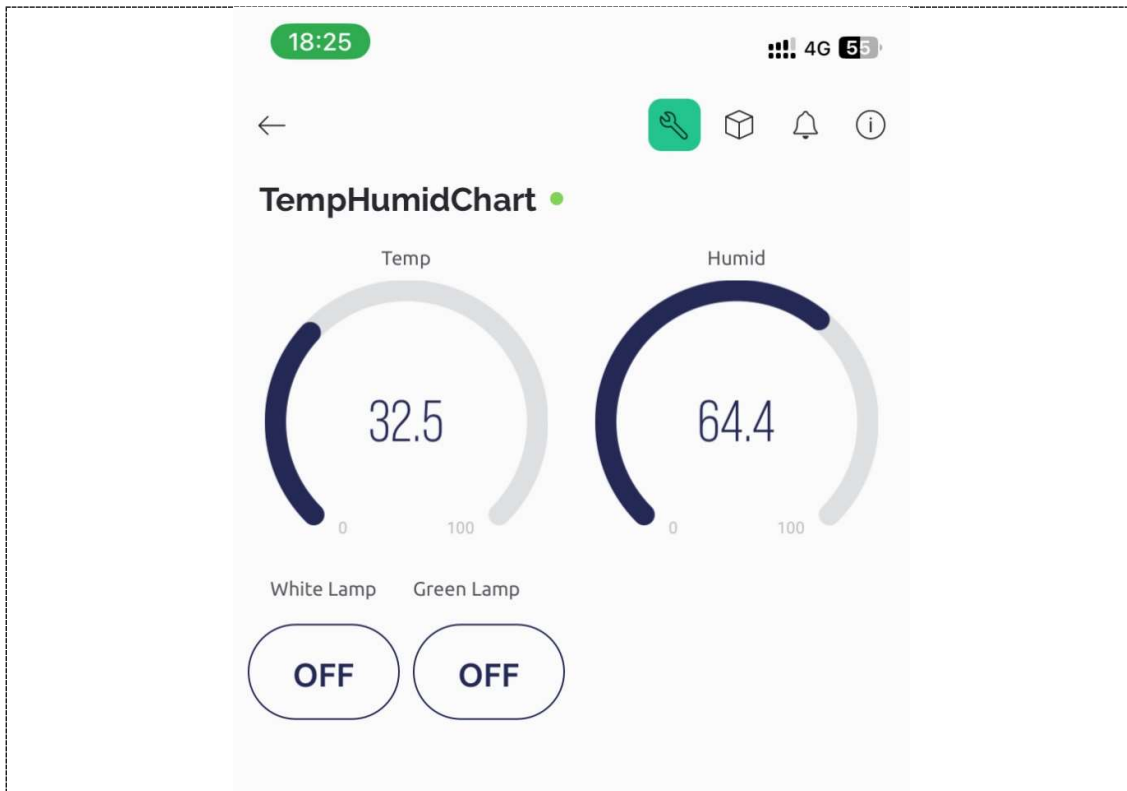 18:25 4G 55
TempHumidChart
Temp Humid
32.5 64.4
0 100 0 100
White Lamp Green Lamp
OFF OFF